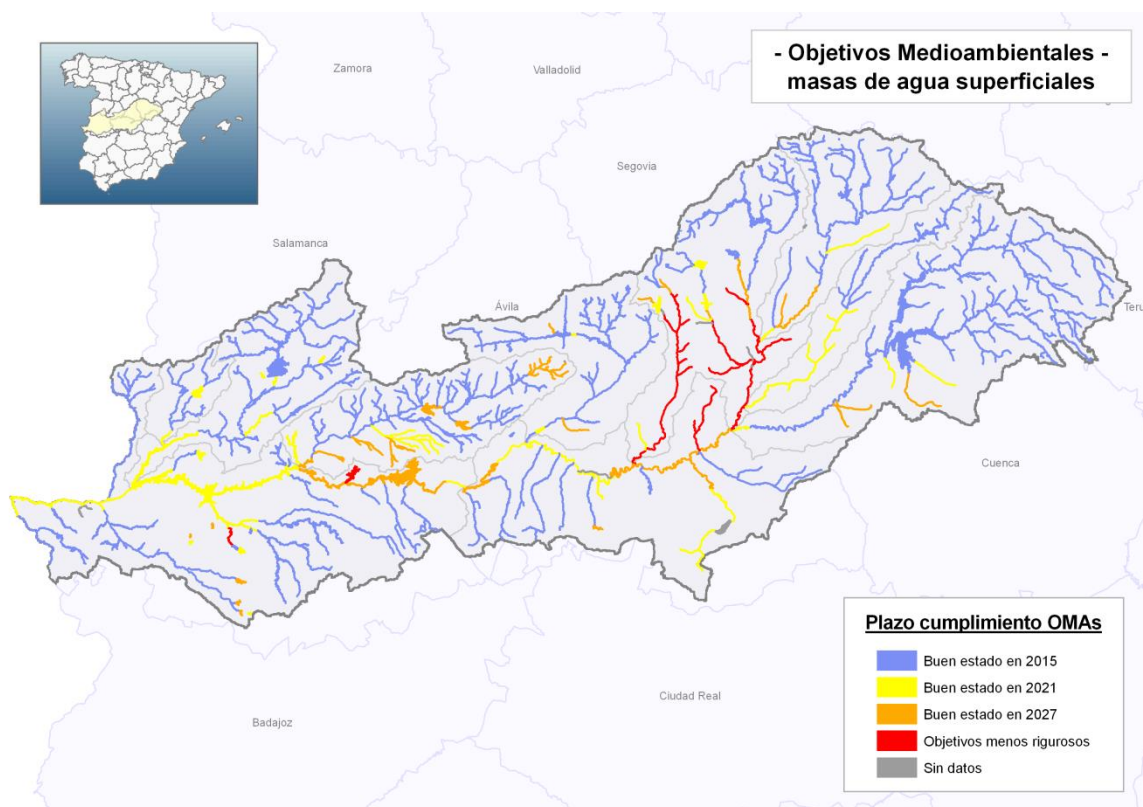 - Objetivos Medioambientales -
masas de agua superficiales
Zamora
Valladolid
Segovia
Salamanca
Ávila
Teru
Cuenca
Ciudad Real
Badajoz
Plazo cumplimiento OMAs
Buen estado en 2015
Buen estado en 2021
Buen estado en 2027
Objetivos menos rigurosos
Sin datos